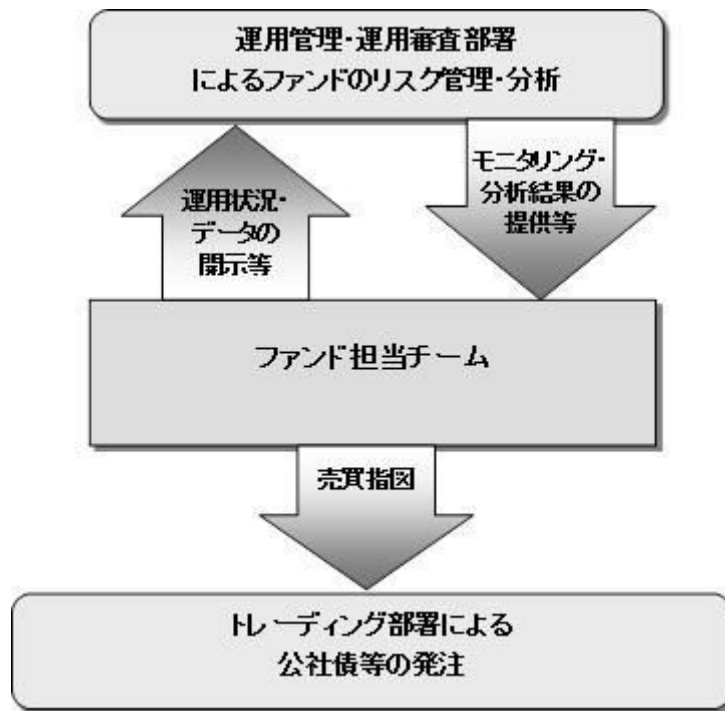 運用管理・運用審査部署
によるファンドのリスク管理・分析
運用状況・
データの
開示等
モニタリング・
分析結果の
提供等
ファンド担当チーム
売買指図
トレーディング部署による
公社債等の発注